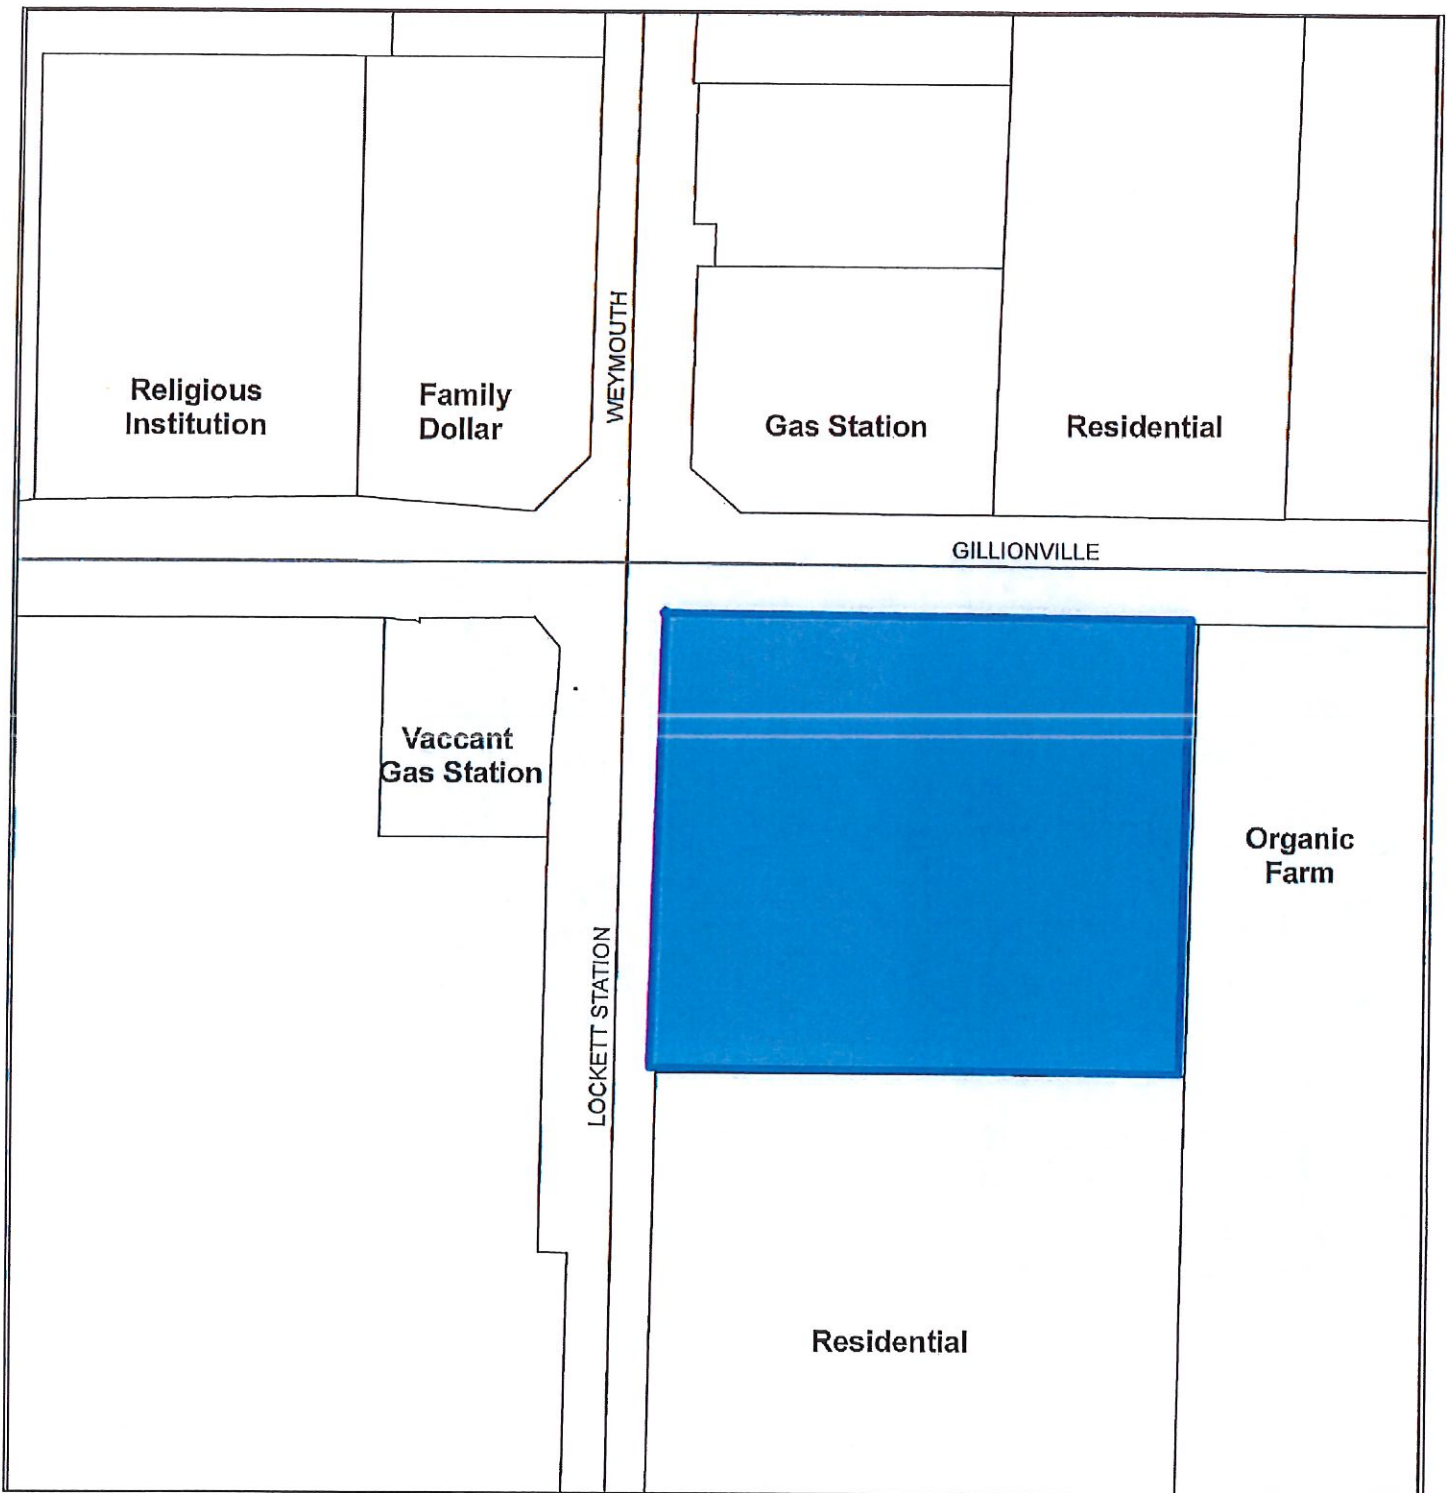 WEYMOUTH
Religious
Institution
Family
Dollar
Gas Station
Residential
GILLIONVILLE
Vaccant
Gas Station
Organic
Farm
LOCKETT STATION
Residential